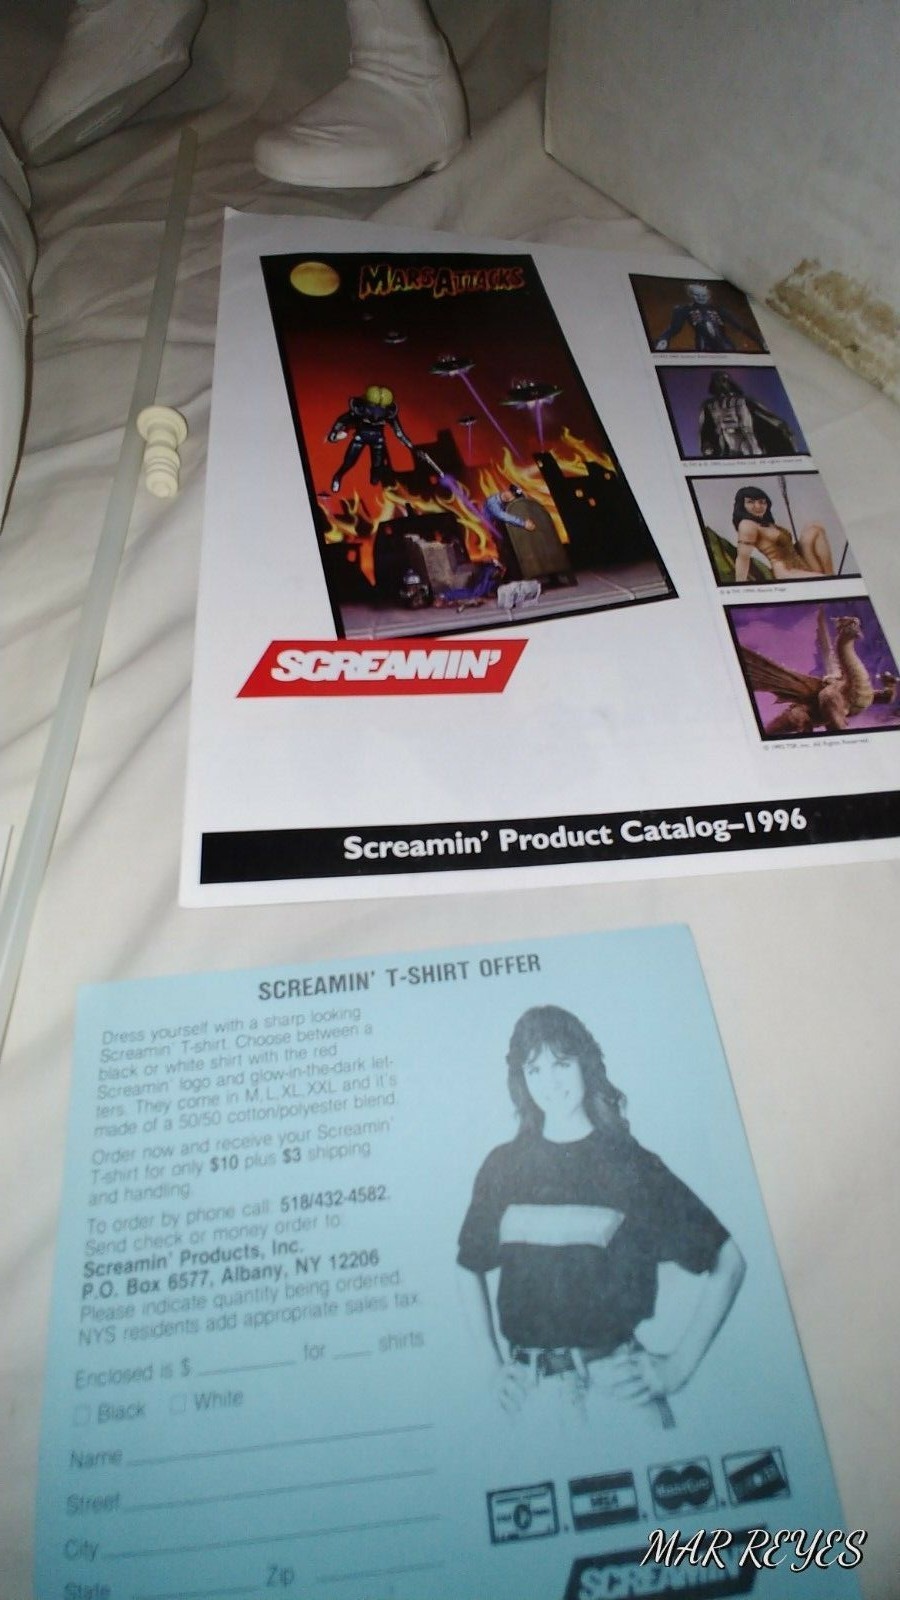 MARS ATTACKS
SCREAMIN'
Screamin' Product Catalog–1996
SCREAMIN' T-SHIRT OFFER
Dress yourself with a sharp looking
Screamin' T-shirt. Choose between a
black or white shirt with the red
Screamin' logo and glow-in-the-dark let-
ters. They come in M, L, XL, XXL and it's
made of a 50/50 cotton/polyester blend.
Order now and receive your Screamin'
T-shirt for only $10 plus $3 shipping
and handling.
To order by phone call: 518/432-4582.
Send check or money order to:
Screamin' Products, Inc.
P.O. Box 6577, Albany, NY 12206
Please indicate quantity being ordered.
NYS residents add appropriate sales tax.
Enclosed is $ for shirts
Black White
Name
Street
City
State Zip
VISA MasterCard
SCREAMIN'
MAR REYES